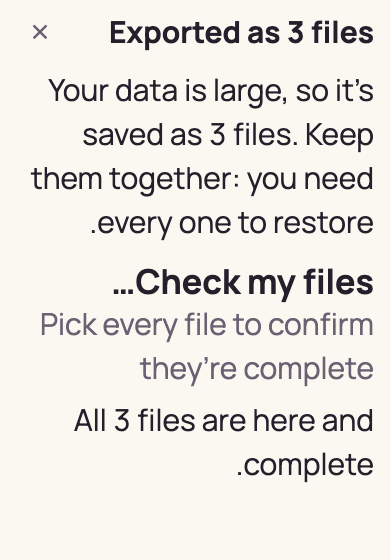 Exported as 3 files ×
Your data is large, so it’s
saved as 3 files. Keep
them together: you need
every one to restore.
Check my files…
Pick every file to confirm
they’re complete
All 3 files are here and
complete.